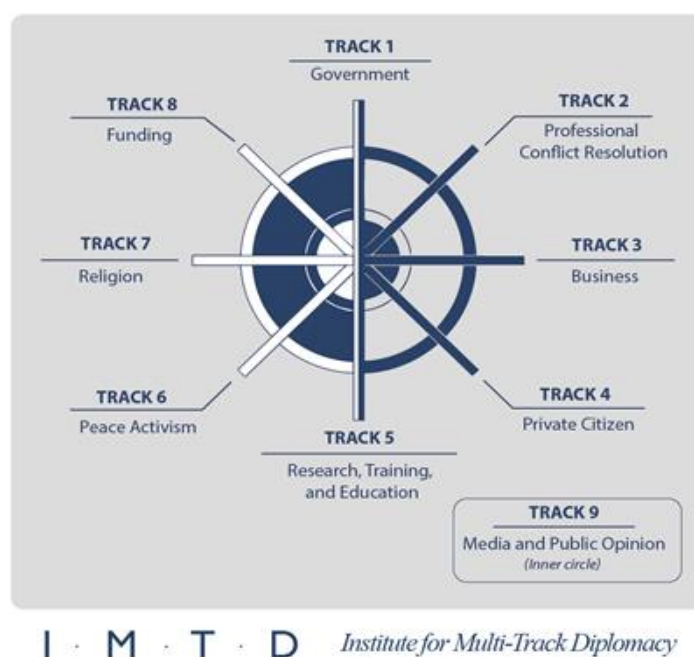 TRACK 1
Government
TRACK 2
Professional
Conflict Resolution
TRACK 3
Business
TRACK 4
Private Citizen
TRACK 5
Research, Training,
and Education
TRACK 6
Peace Activism
TRACK 7
Religion
TRACK 8
Funding
TRACK 9
Media and Public Opinion
(Inner circle)
I · M · T · D Institute for Multi-Track Diplomacy